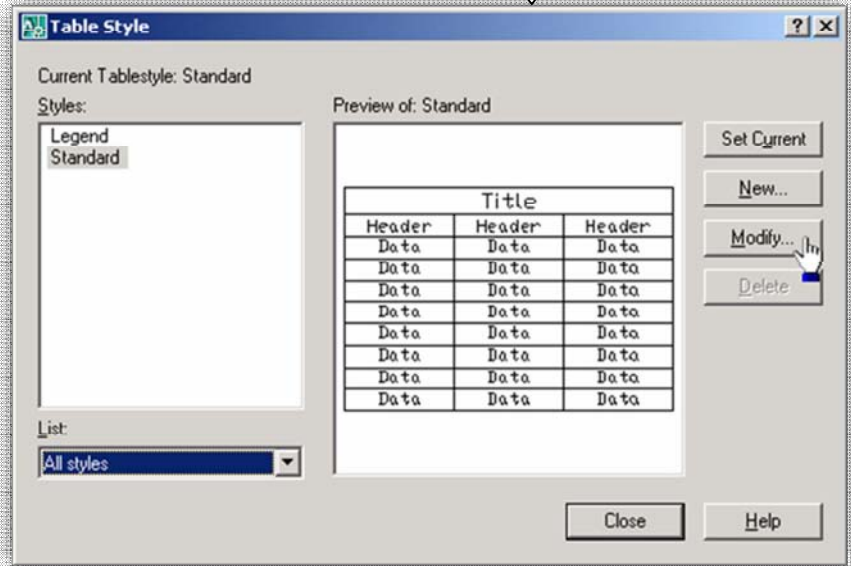 Table Style
Current Tablestyle: Standard
Styles:
Legend
Standard
List:
All styles
Preview of: Standard
Title
Header Header Header
Data Data Data
Data Data Data
Data Data Data
Data Data Data
Data Data Data
Data Data Data
Data Data Data
Data Data Data
Set Current
New...
Modify...
Delete
Close
Help